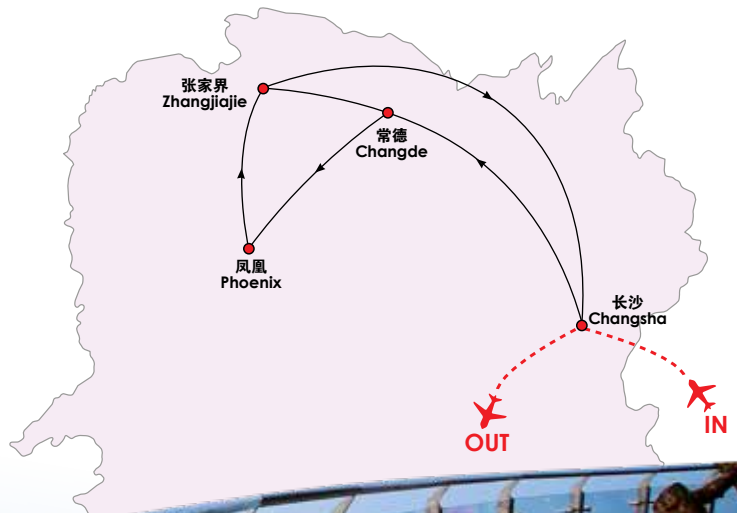 张家界
Zhangjiajie
常德
Changde
凤凰
Phoenix
长沙
Changsha
OUT
IN